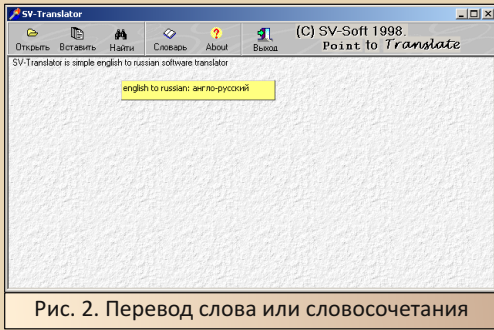 SV-Translator
Открыть Вставить Найти Словарь About Выход
(C) SV-Soft 1998.
Point to Translate
SV-Translator is simple english to russian software translator
english to russian: англо-русский
Рис. 2. Перевод слова или словосочетания